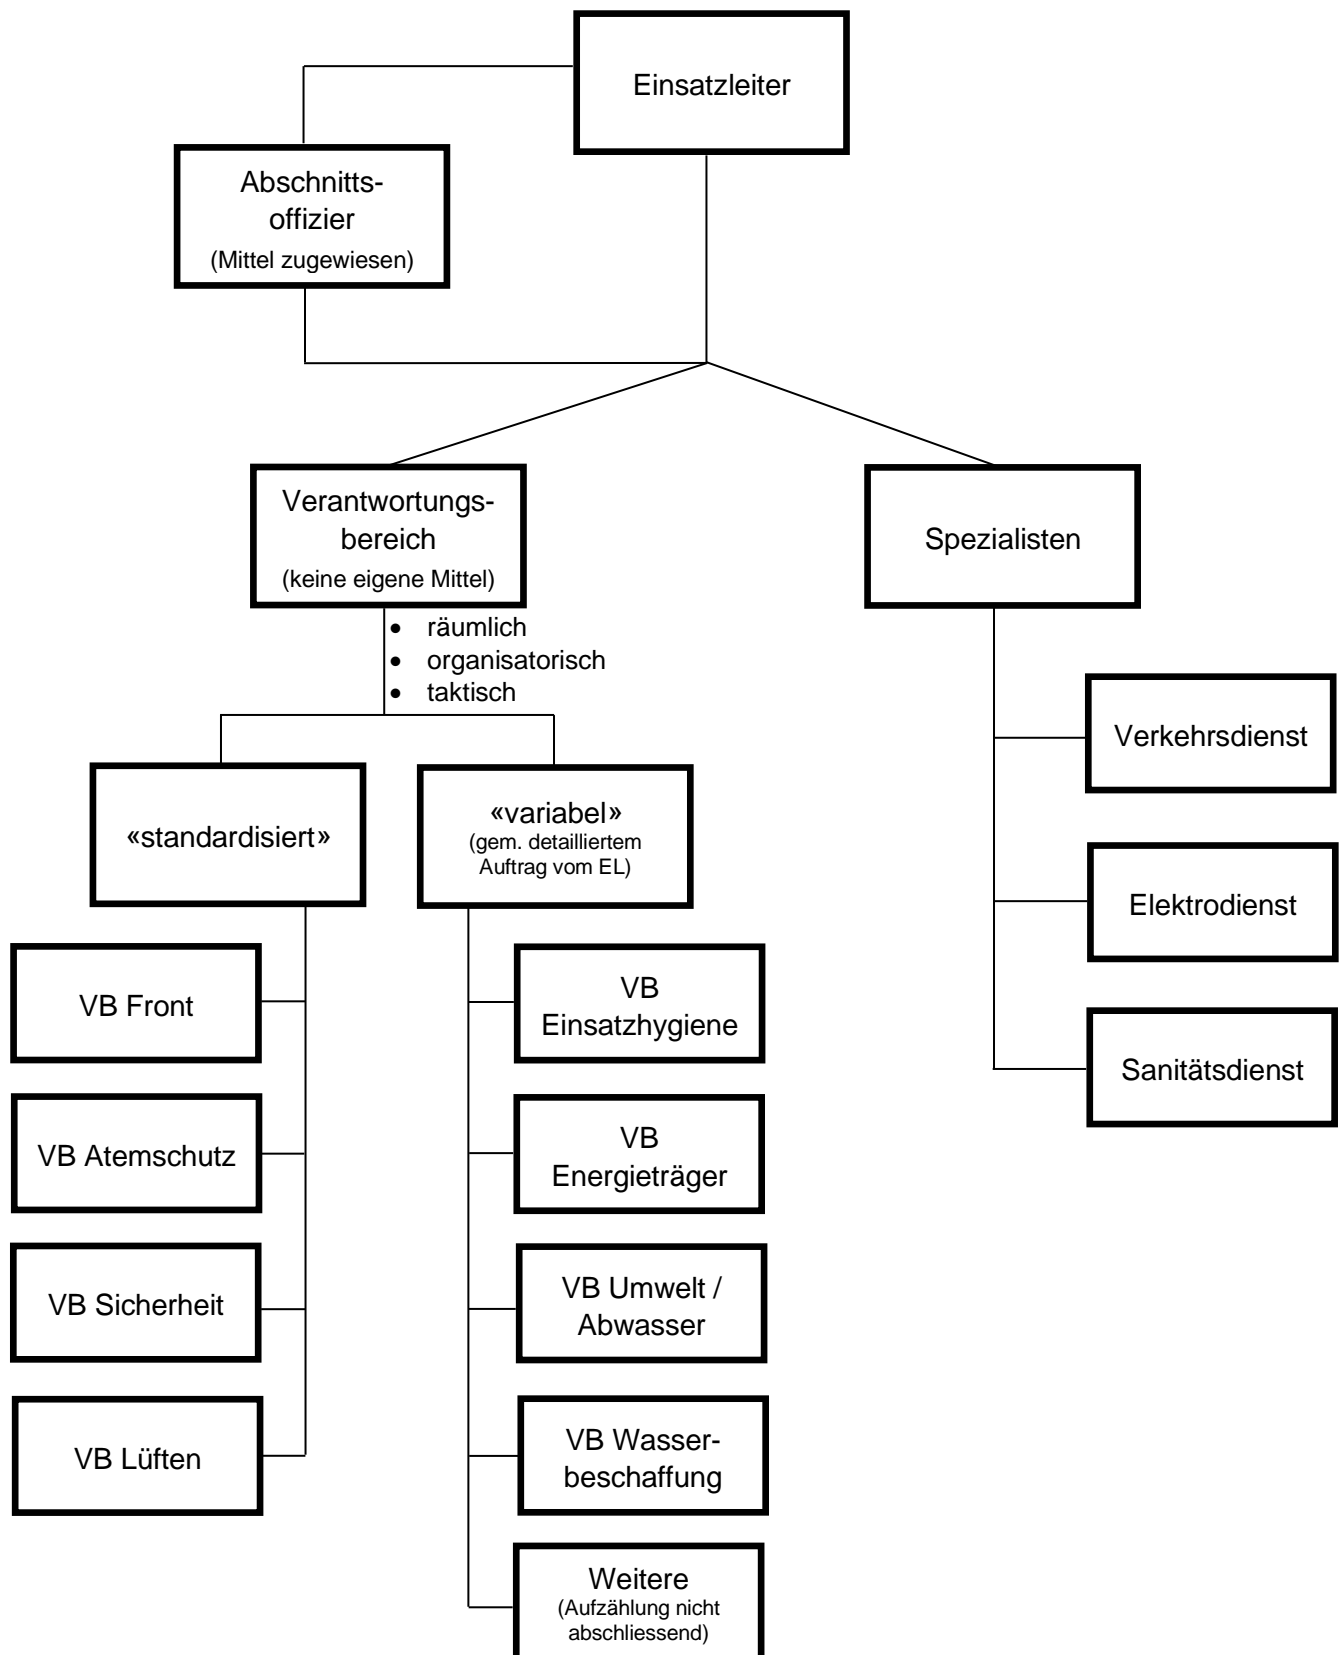 Einsatzleiter
Abschnitts-
offizier
(Mittel zugewiesen)
Verantwortungs-
bereich
(keine eigene Mittel)
Spezialisten
• räumlich
• organisatorisch
• taktisch
«standardisiert»
«variabel»
(gem. detailliertem
Auftrag vom EL)
Verkehrsdienst
Elektrodienst
Sanitätsdienst
VB Front
VB Atemschutz
VB Sicherheit
VB Lüften
VB
Einsatzhygiene
VB
Energieträger
VB Umwelt /
Abwasser
VB Wasser-
beschaffung
Weitere
(Aufzählung nicht
abschliessend)